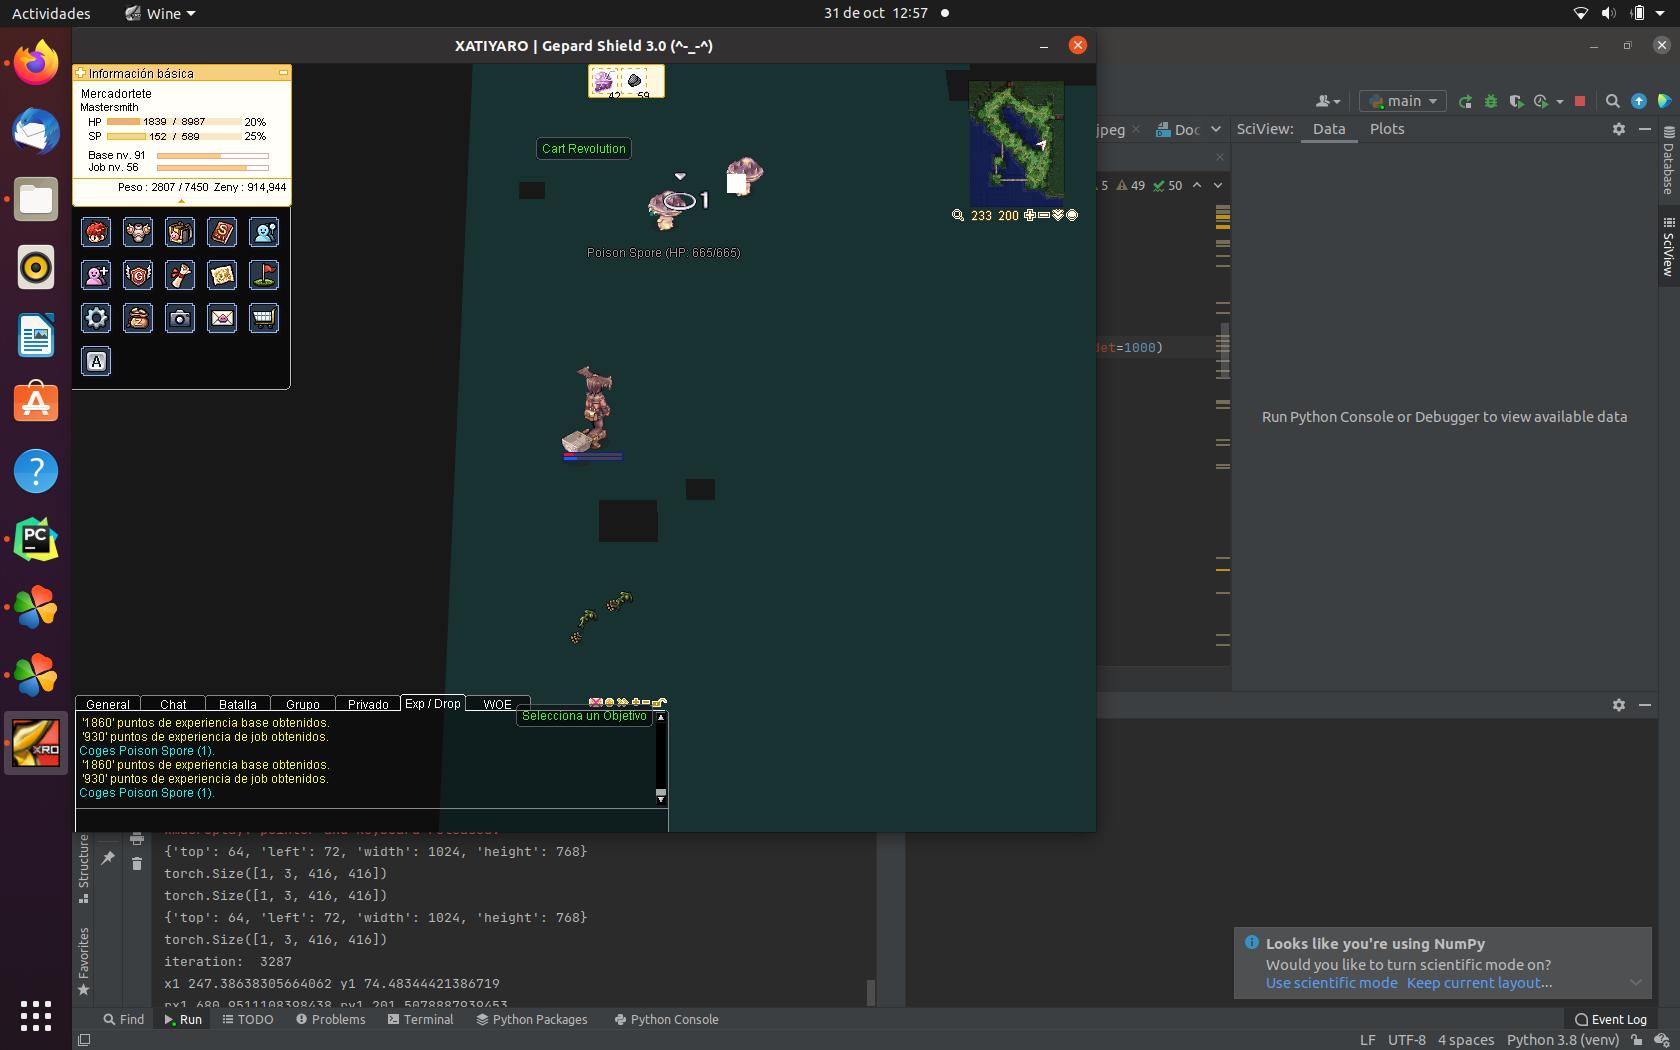 Actividades
Wine
31 de oct 12:57
XATIYARO | Gepard Shield 3.0 (^-_-^)
Información básica
Mercadortete
Mastersmith
HP 1839 / 8987 20%
SP 152 / 589 25%
Base nv. 91
Job nv. 56
Peso : 2807 / 7450 Zeny : 914,944
A
42 59
Cart Revolution
1
Poison Spore (HP: 665/665)
233 200
General Chat Batalla Grupo Privado Exp / Drop WOE
Selecciona un Objetivo
'1860' puntos de experiencia base obtenidos.
'930' puntos de experiencia de job obtenidos.
Coges Poison Spore (1).
'1860' puntos de experiencia base obtenidos.
'930' puntos de experiencia de job obtenidos.
Coges Poison Spore (1).
main
jpeg
Doc
SciView: Data Plots
5 49 50
det=1000)
Run Python Console or Debugger to view available data
Database
SciView
PC
XRO
Structure
Favorites
{'top': 64, 'left': 72, 'width': 1024, 'height': 768}
torch.Size([1, 3, 416, 416])
torch.Size([1, 3, 416, 416])
{'top': 64, 'left': 72, 'width': 1024, 'height': 768}
torch.Size([1, 3, 416, 416])
iteration: 3287
x1 247.38638305664062 y1 74.48344421386719
Looks like you're using NumPy
Would you like to turn scientific mode on?
Use scientific mode Keep current layout...
Find Run TODO Problems Terminal Python Packages Python Console
Event Log
LF UTF-8 4 spaces Python 3.8 (venv)